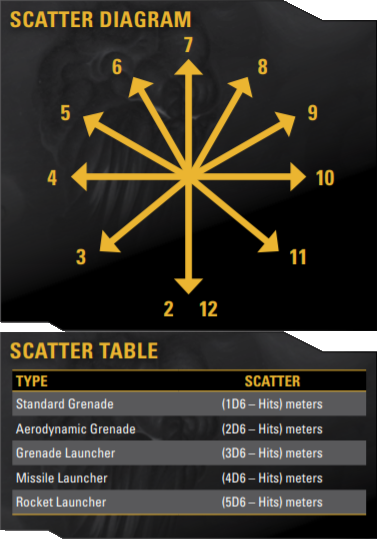 SCATTER DIAGRAM
7
6 8
5 9
4 10
3 11
2 12
SCATTER TABLE
TYPE SCATTER
Standard Grenade (1D6 – Hits) meters
Aerodynamic Grenade (2D6 – Hits) meters
Grenade Launcher (3D6 – Hits) meters
Missile Launcher (4D6 – Hits) meters
Rocket Launcher (5D6 – Hits) meters